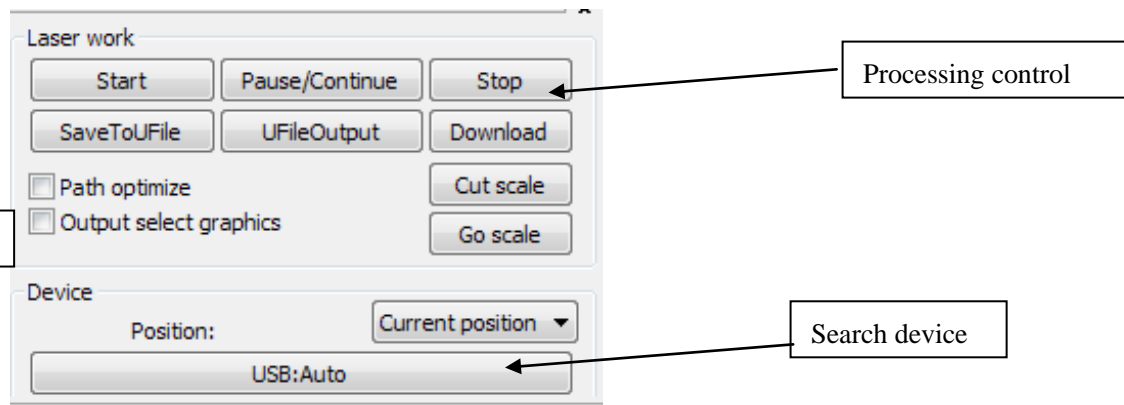 Laser work
Start Pause/Continue Stop
Processing control
SaveToUFile UFileOutput Download
Path optimize Cut scale
Output select graphics Go scale
Device
Position: Current position
Search device
USB:Auto